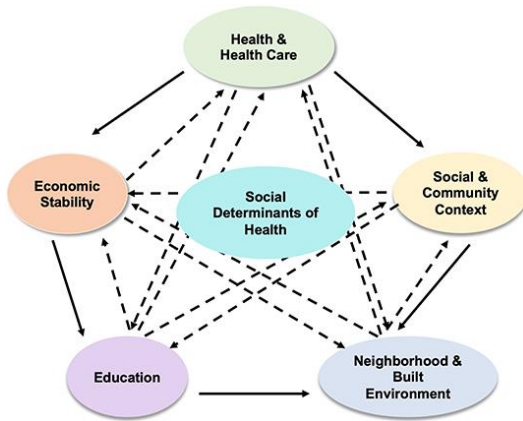 Health &
Health Care
Economic
Stability
Social
Determinants of
Health
Social &
Community
Context
Education
Neighborhood &
Built
Environment